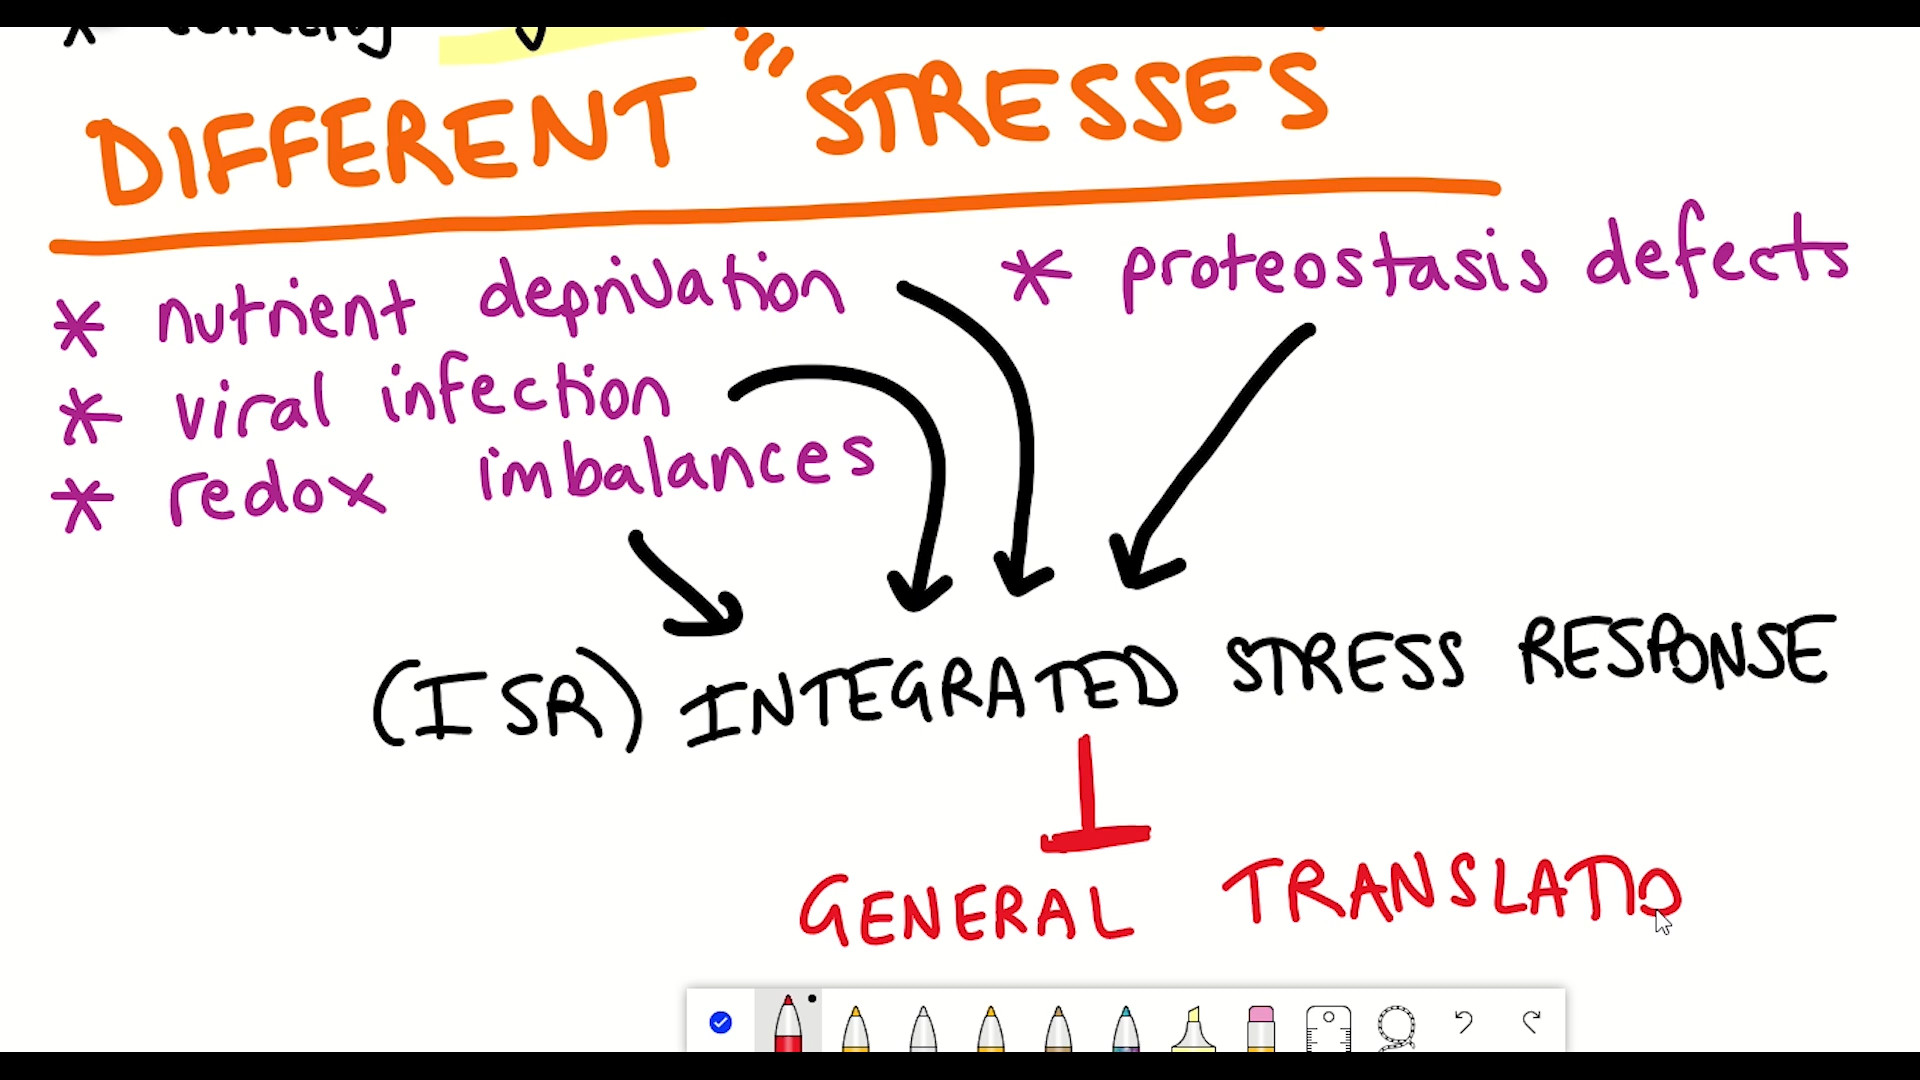 DIFFERENT "STRESSES
* nutrient deprivation
* proteostasis defects
* viral infection
* redox imbalances
(ISR) INTEGRATED STRESS RESPONSE
GENERAL TRANSLATIO